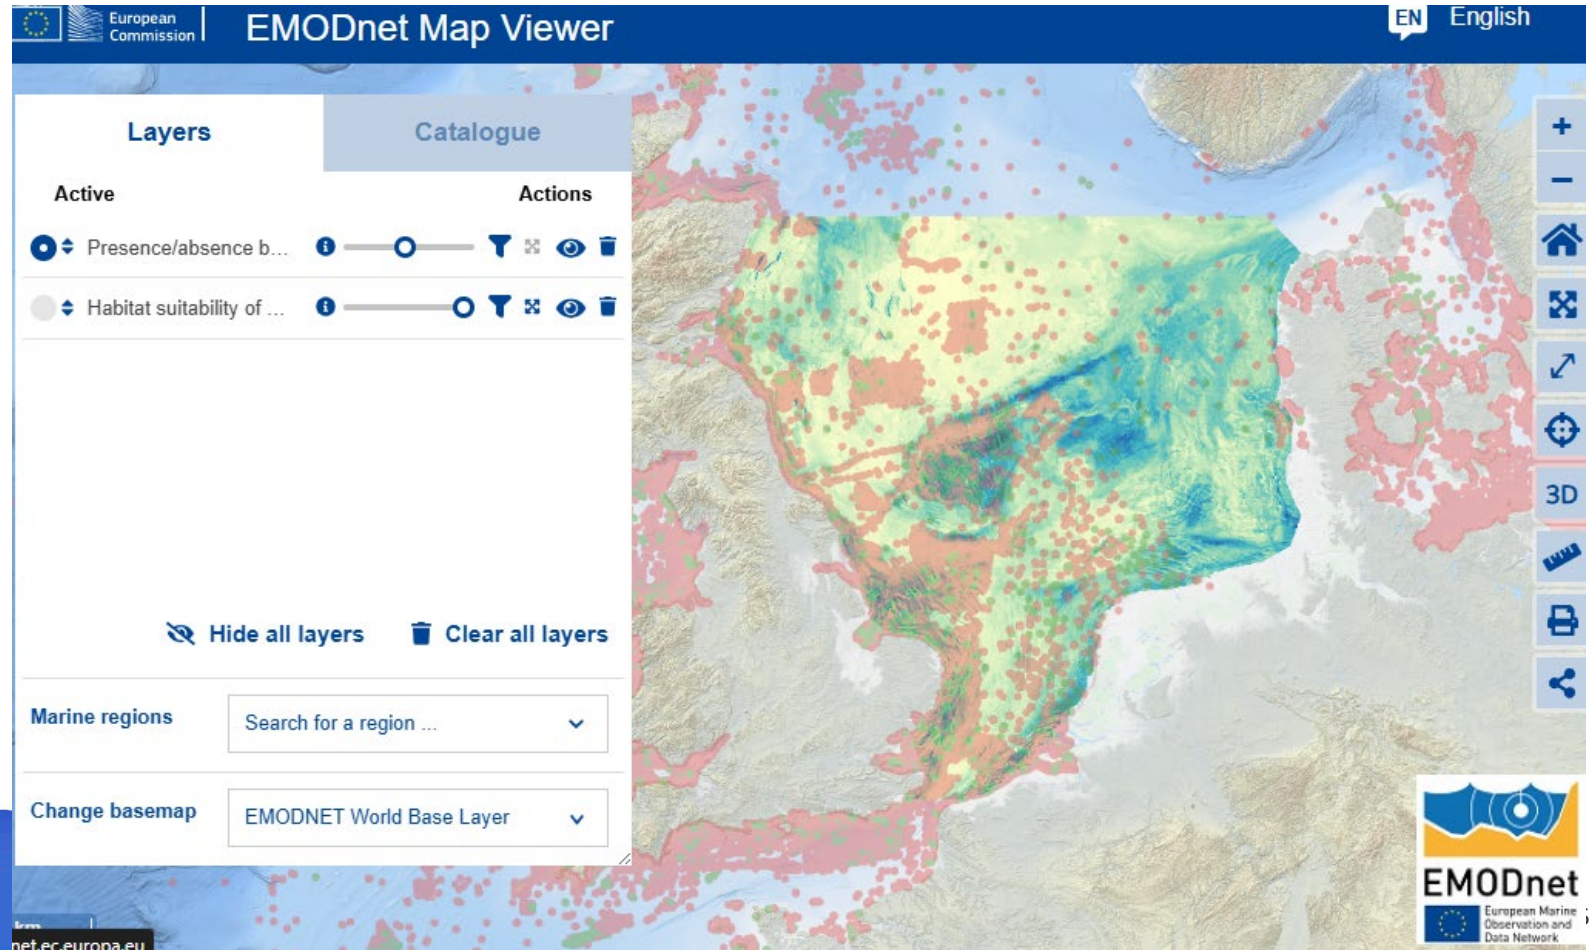 European
Commission
EMODnet Map Viewer
EN
English
Layers
Catalogue
Active
Actions
Presence/absence b...
Habitat suitability of ...
Hide all layers
Clear all layers
Marine regions
Search for a region ...
Change basemap
EMODNET World Base Layer
3D
EMODnet
European Marine
Observation and
Data Network
km
net.ec.europa.eu